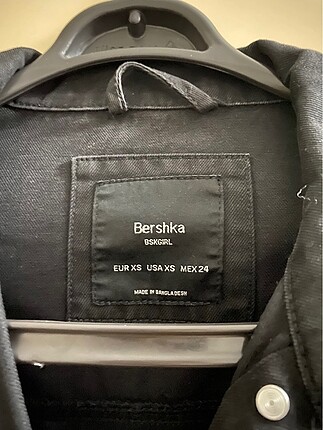 Bershka
BSKGIRL
EUR XS USA XS MEX 24
MADE IN BANGLADESH